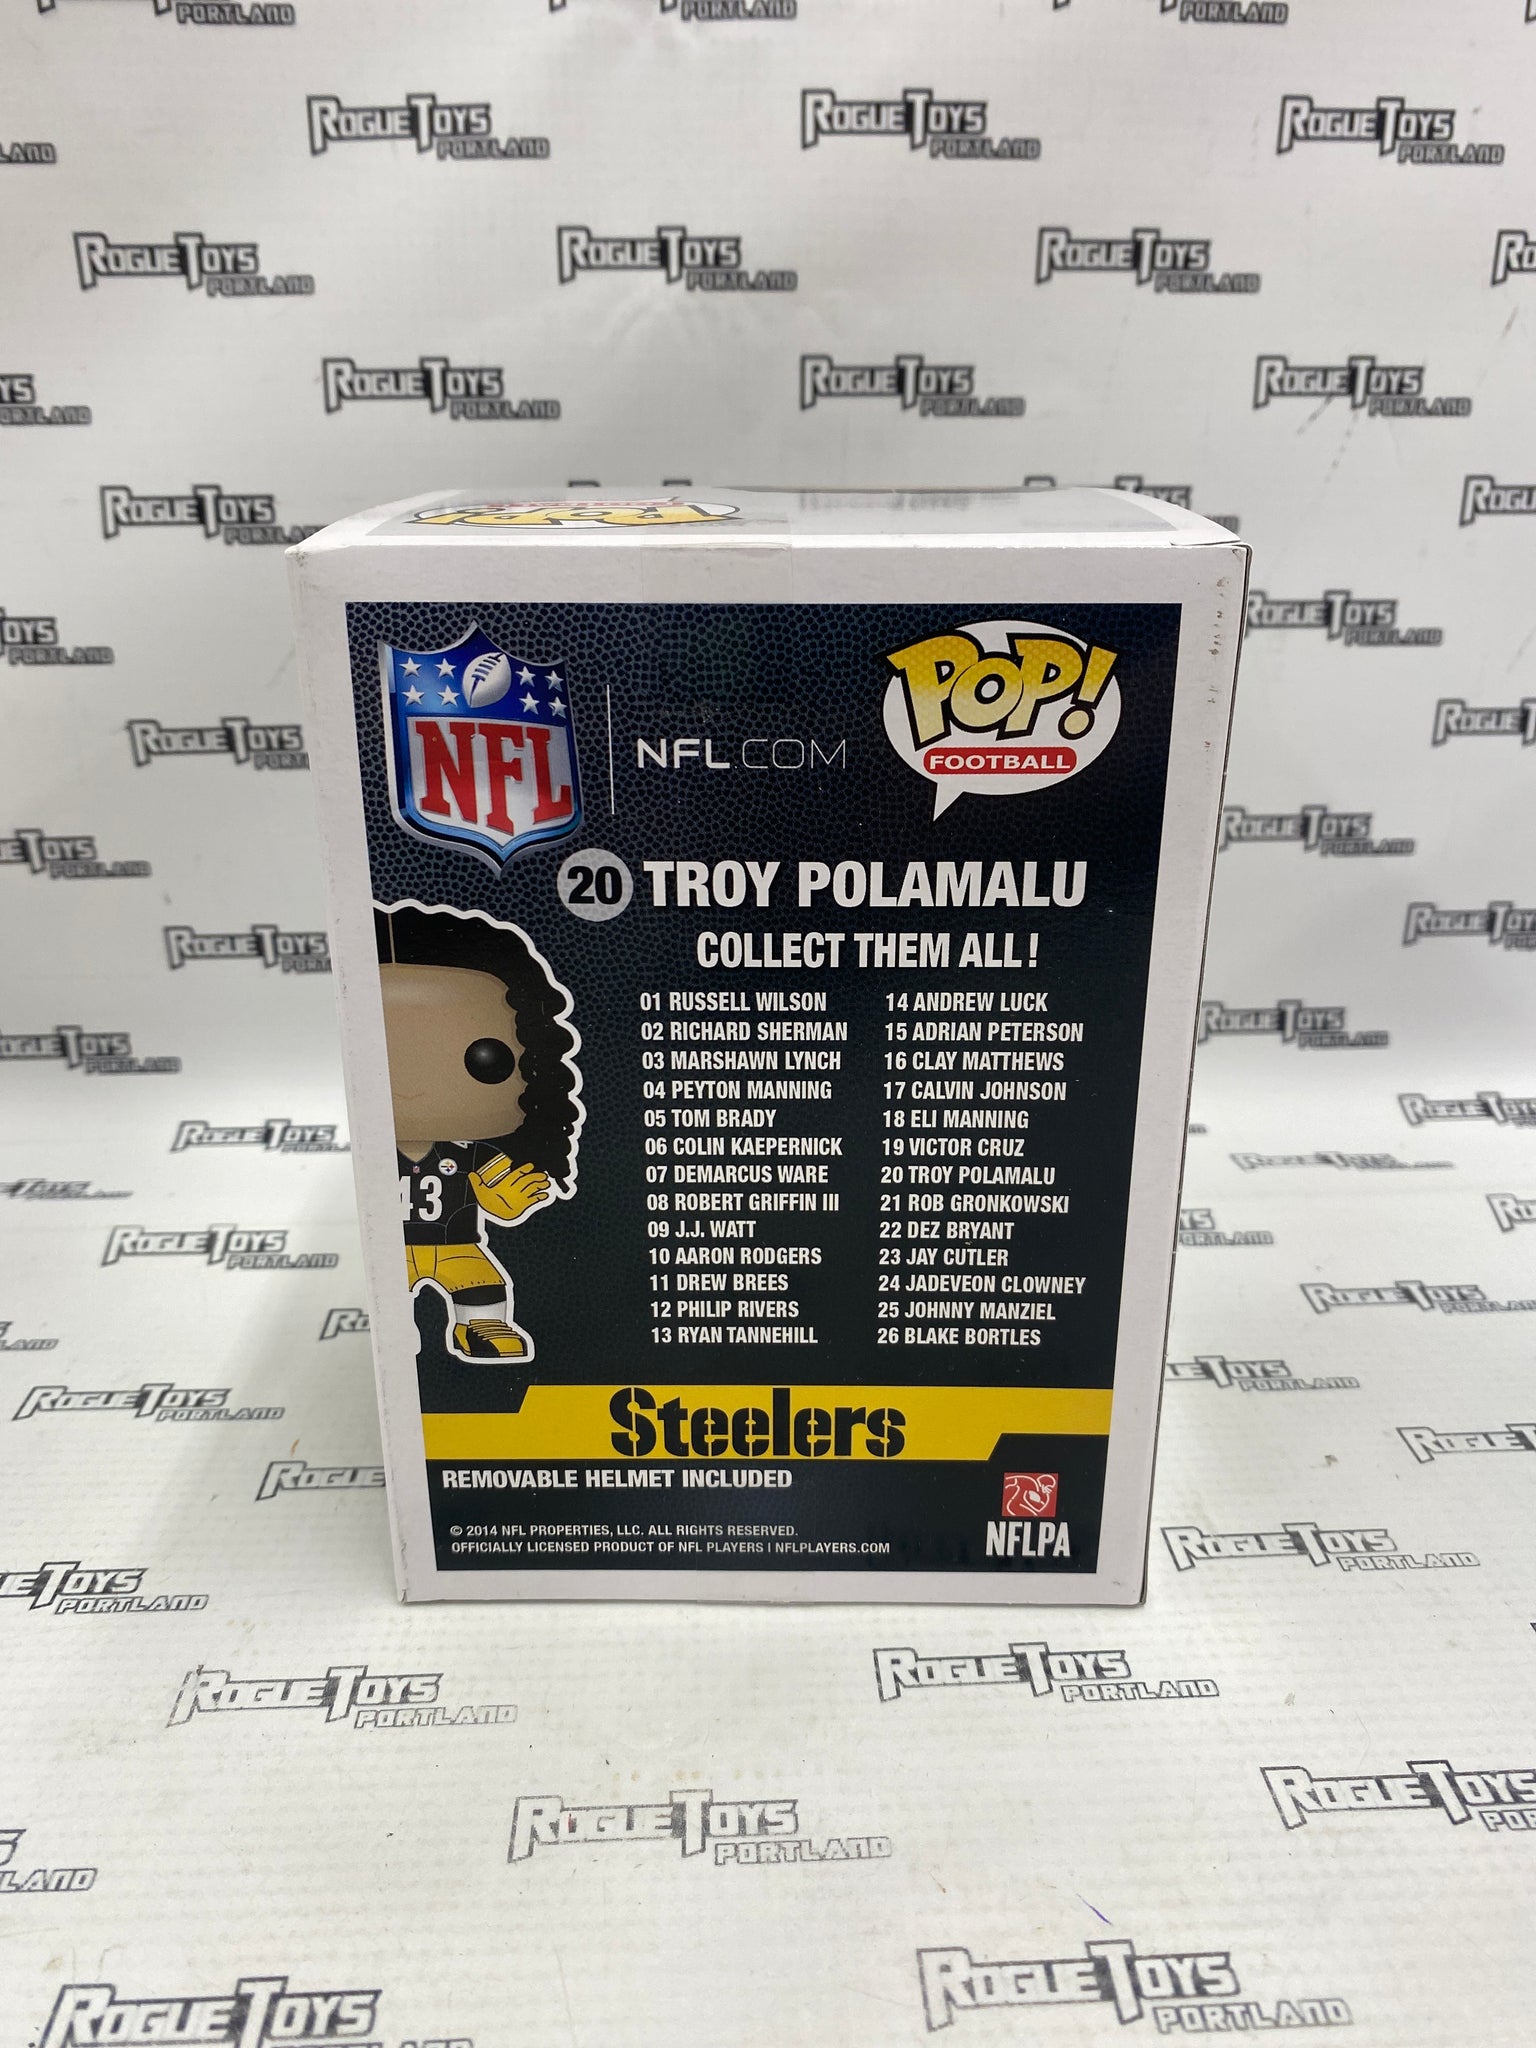 ROGUE TOYS
PORTLAND
NFL
NFL.COM
POP!
FOOTBALL
20 TROY POLAMALU
COLLECT THEM ALL!
01 RUSSELL WILSON
02 RICHARD SHERMAN
03 MARSHAWN LYNCH
04 PEYTON MANNING
05 TOM BRADY
06 COLIN KAEPERNICK
07 DEMARCUS WARE
08 ROBERT GRIFFIN III
09 J.J. WATT
10 AARON RODGERS
11 DREW BREES
12 PHILIP RIVERS
13 RYAN TANNEHILL
14 ANDREW LUCK
15 ADRIAN PETERSON
16 CLAY MATTHEWS
17 CALVIN JOHNSON
18 ELI MANNING
19 VICTOR CRUZ
20 TROY POLAMALU
21 ROB GRONKOWSKI
22 DEZ BRYANT
23 JAY CUTLER
24 JADEVEON CLOWNEY
25 JOHNNY MANZIEL
26 BLAKE BORTLES
43
Steelers
REMOVABLE HELMET INCLUDED
© 2014 NFL PROPERTIES, LLC. ALL RIGHTS RESERVED.
OFFICIALLY LICENSED PRODUCT OF NFL PLAYERS | NFLPLAYERS.COM
NFLPA